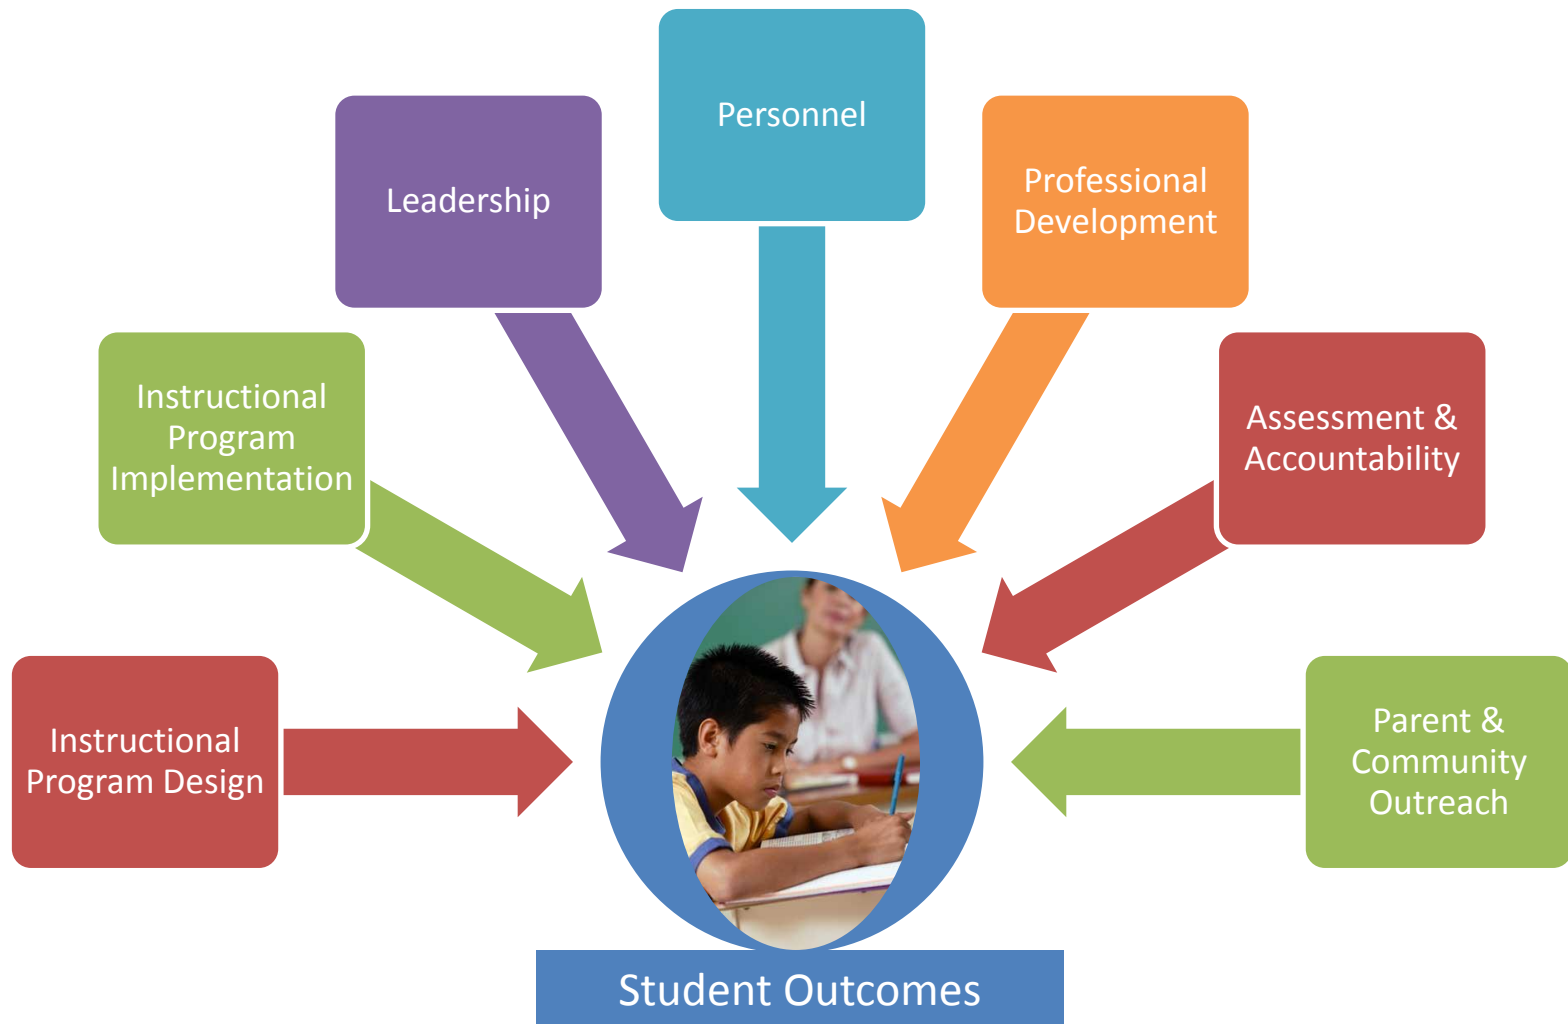 Personnel
Leadership
Professional
Development
Instructional
Program
Implementation
Assessment &
Accountability
Instructional
Program Design
Parent &
Community
Outreach
Student Outcomes